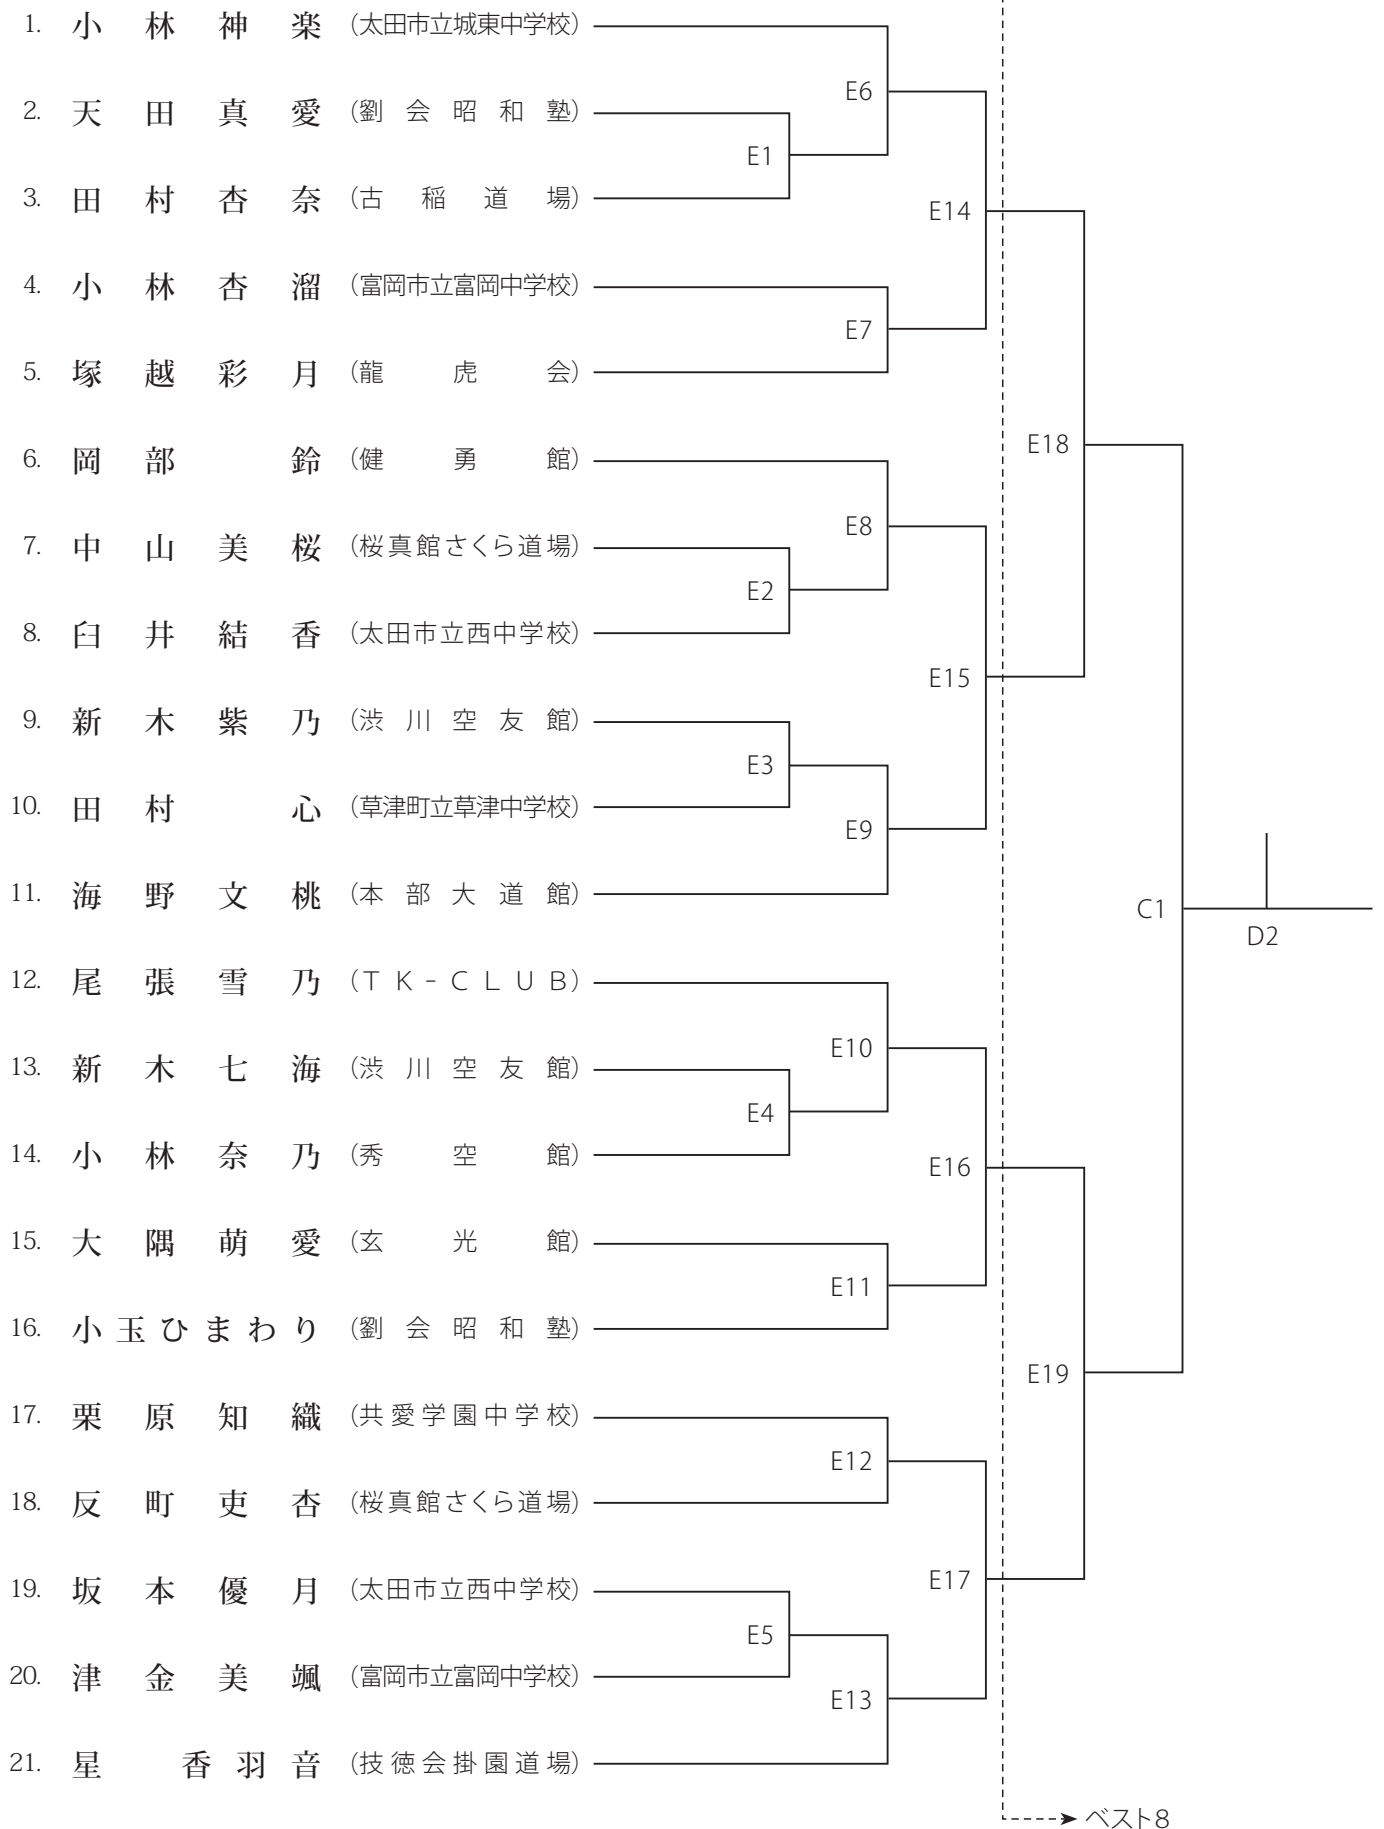 1. 小林神楽 (太田市立城東中学校)
E6
2. 天田真愛 (劉会昭和塾)
E1
3. 田村杏奈 (古稲道場)
E14
4. 小林杏溜 (富岡市立富岡中学校)
E7
5. 塚越彩月 (龍虎会)
E18
6. 岡部鈴 (健勇館)
E8
7. 中山美桜 (桜真館さくら道場)
E2
8. 臼井結香 (太田市立西中学校)
E15
9. 新木紫乃 (渋川空友館)
E3
10. 田村心 (草津町立草津中学校)
E9
11. 海野文桃 (本部大道館)
C1
D2
12. 尾張雪乃 (TK-CLUB)
E10
13. 新木七海 (渋川空友館)
E4
14. 小林奈乃 (秀空館)
E16
15. 大隅萌愛 (玄光館)
E11
16. 小玉ひまわり (劉会昭和塾)
E19
17. 栗原知織 (共愛学園中学校)
E12
18. 反町吏杏 (桜真館さくら道場)
E17
19. 坂本優月 (太田市立西中学校)
E5
20. 津金美颯 (富岡市立富岡中学校)
E13
21. 星香羽音 (技徳会掛園道場)
ベスト8